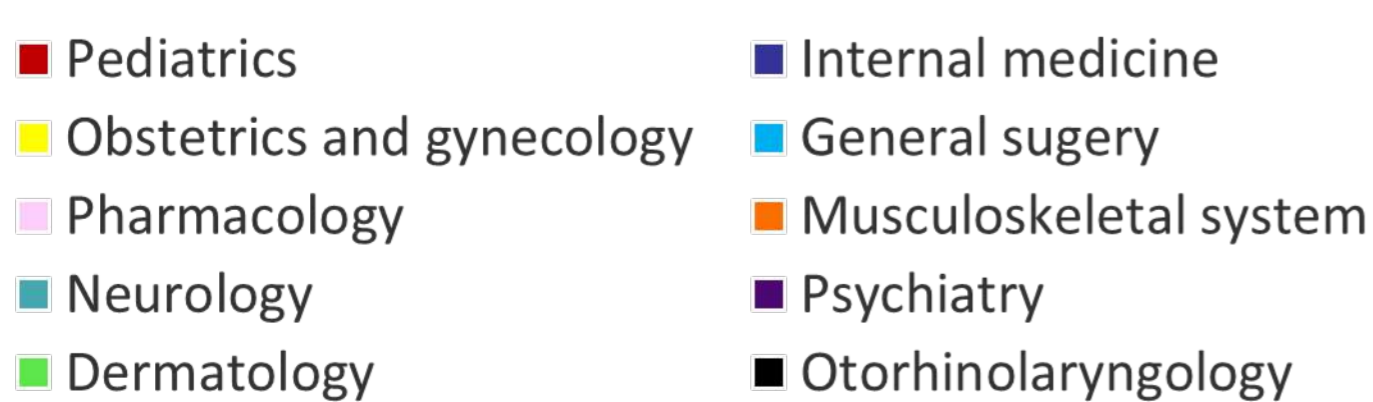 Pediatrics
Obstetrics and gynecology
Pharmacology
Neurology
Dermatology
Internal medicine
General sugery
Musculoskeletal system
Psychiatry
Otorhinolaryngology